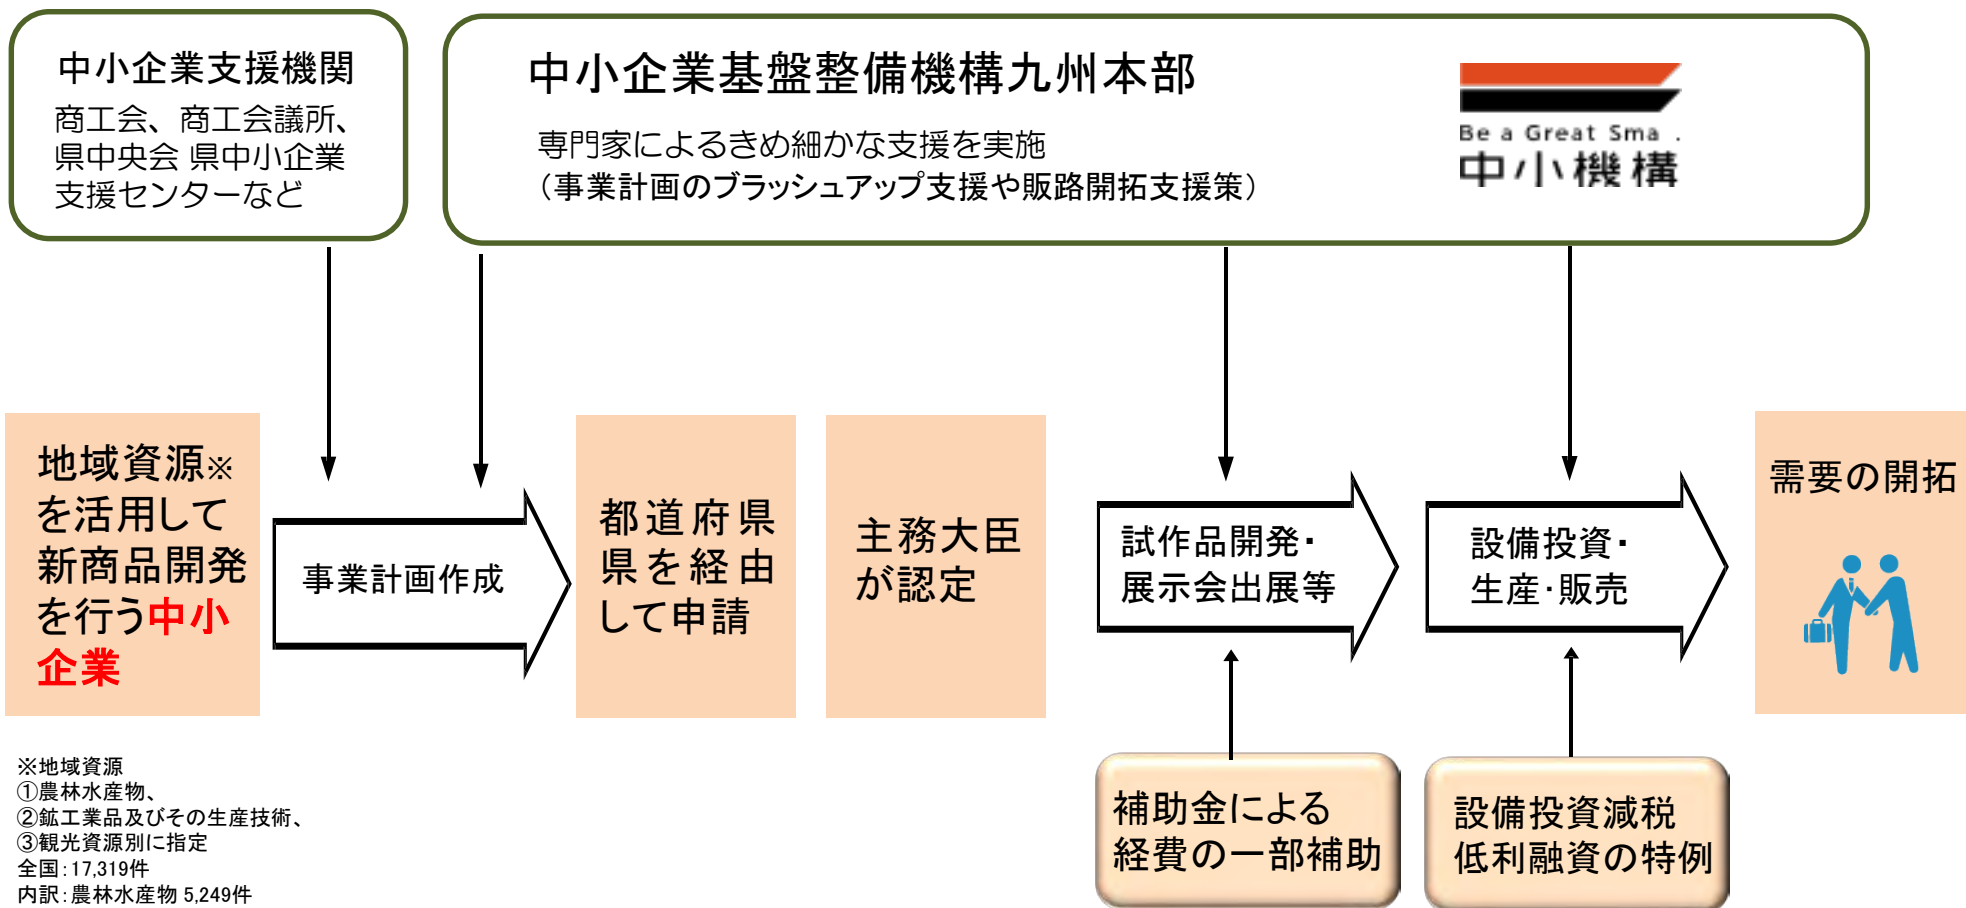 中小企業支援機関
商工会、商工会議所、
県中央会 県中小企業
支援センターなど
中小企業基盤整備機構九州本部
専門家によるきめ細かな支援を実施
（事業計画のブラッシュアップ支援や販路開拓支援策）
Be a Great Sma .
中小機構
地域資源※
を活用して
新商品開発
を行う中小
企業
事業計画作成
都道府県
県を経由
して申請
主務大臣
が認定
試作品開発・
展示会出展等
設備投資・
生産・販売
需要の開拓
補助金による
経費の一部補助
設備投資減税
低利融資の特例
※地域資源
①農林水産物、
②鉱工業品及びその生産技術、
③観光資源別に指定
全国：17,319件
内訳：農林水産物 5,249件